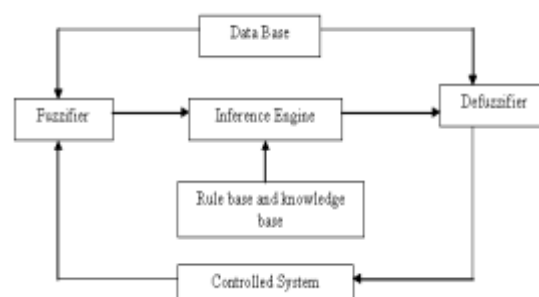 Data Base
Fuzzifier
Inference Engine
Defuzzifier
Rule base and knowledge
base
Controlled System